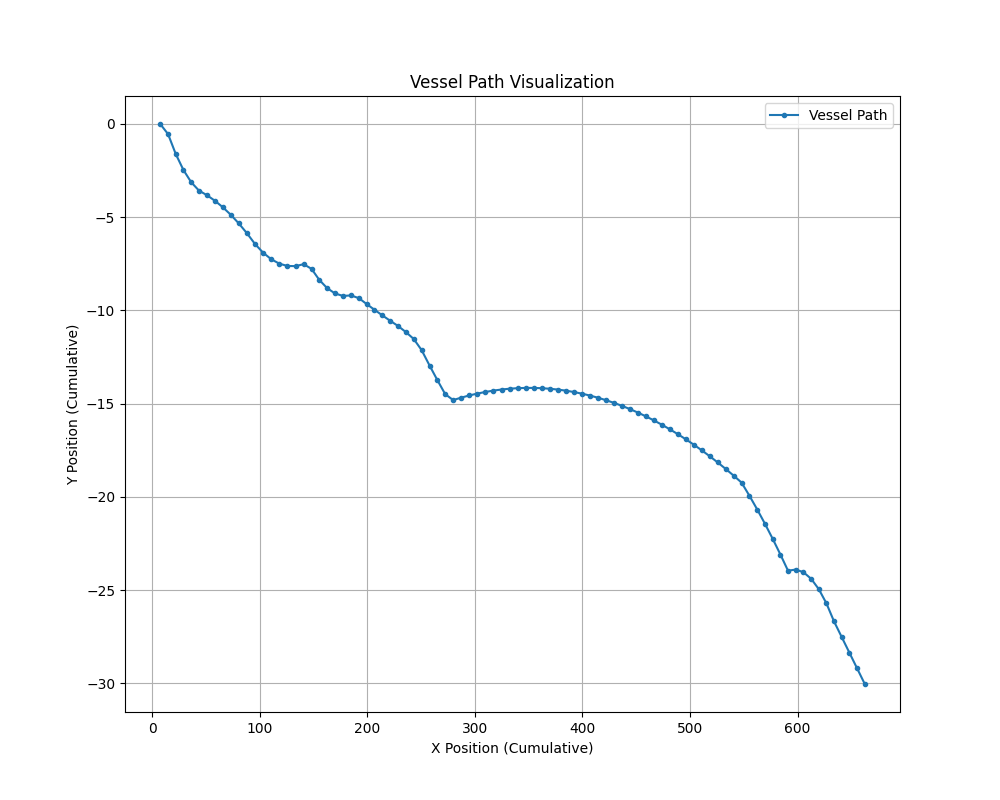 Vessel Path Visualization
Vessel Path
0
−5
−10
−15
−20
−25
−30
Y Position (Cumulative)
0 100 200 300 400 500 600
X Position (Cumulative)